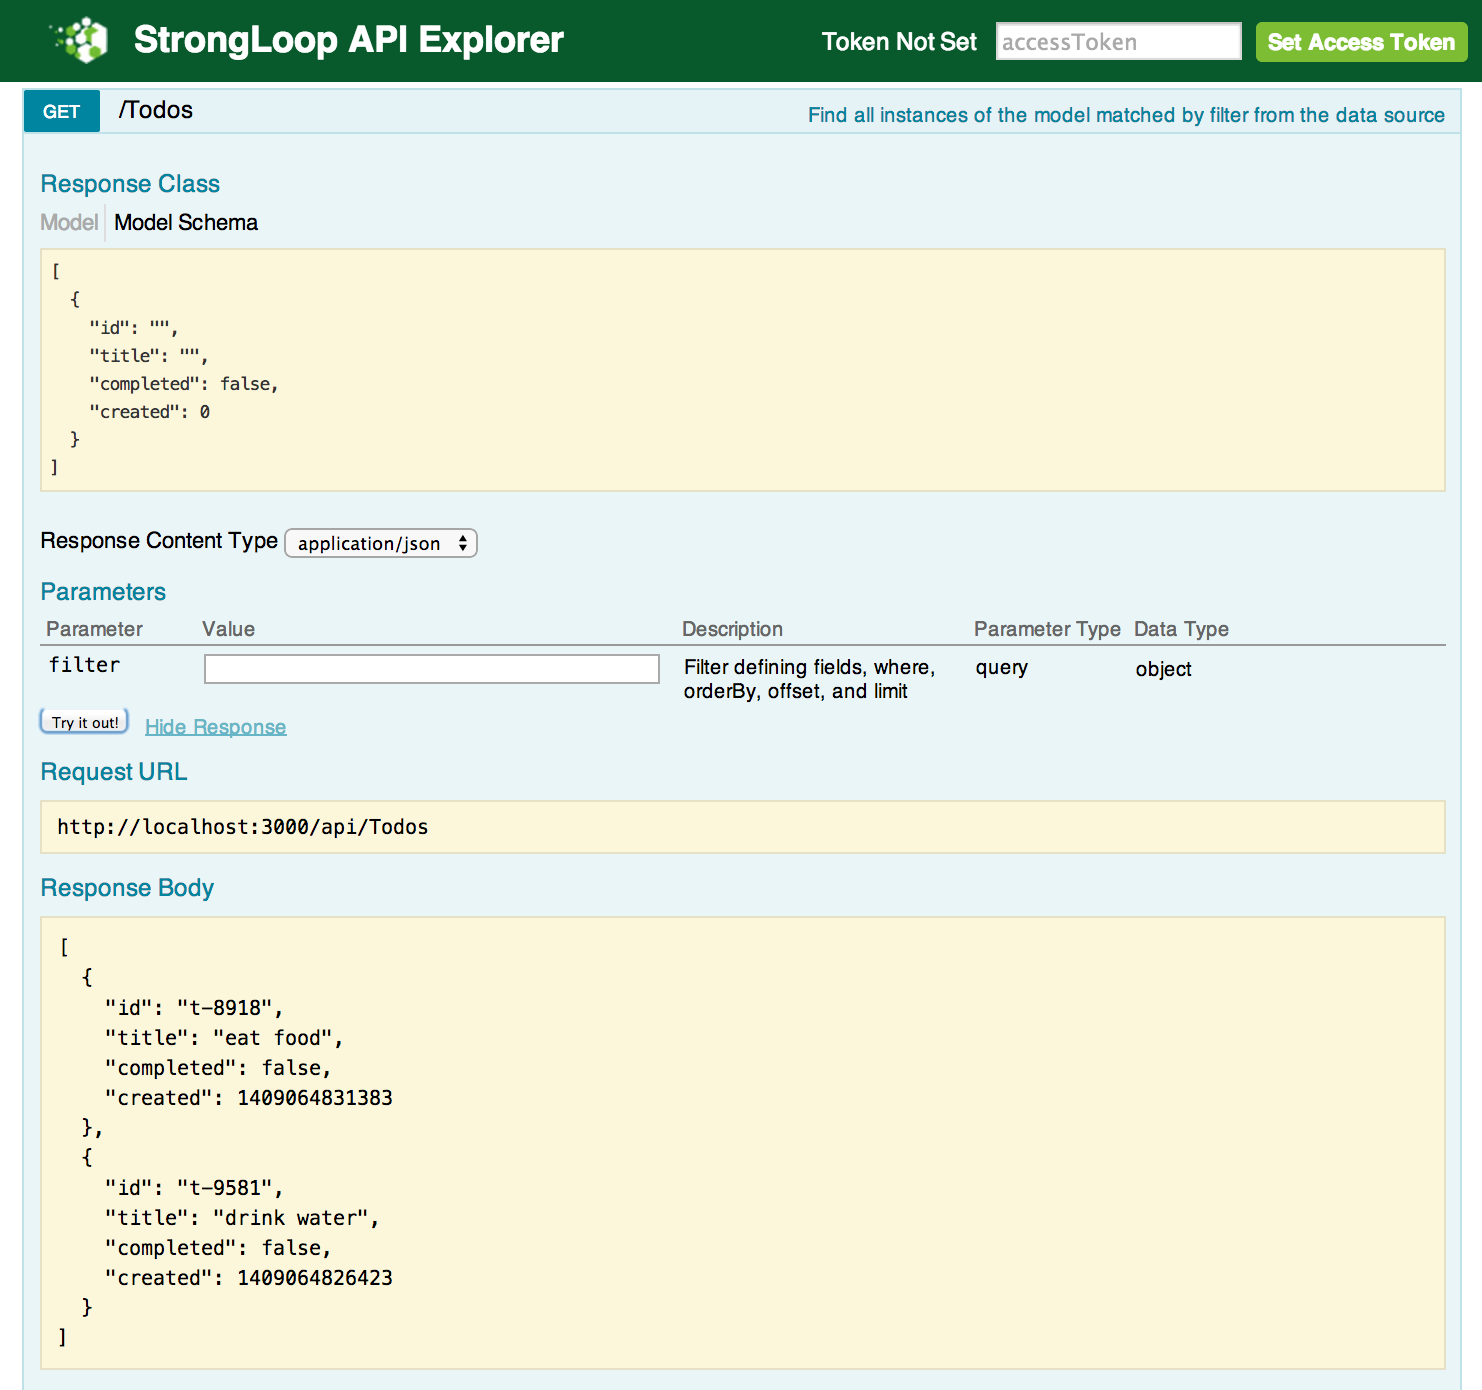 StrongLoop API Explorer
Token Not Set accessToken Set Access Token
GET /Todos Find all instances of the model matched by filter from the data source
Response Class
Model Model Schema
[
  {
    "id": "",
    "title": "",
    "completed": false,
    "created": 0
  }
]
Response Content Type application/json
Parameters
Parameter Value Description Parameter Type Data Type
filter Filter defining fields, where, query object
orderBy, offset, and limit
Try it out! Hide Response
Request URL
http://localhost:3000/api/Todos
Response Body
[
  {
    "id": "t-8918",
    "title": "eat food",
    "completed": false,
    "created": 1409064831383
  },
  {
    "id": "t-9581",
    "title": "drink water",
    "completed": false,
    "created": 1409064826423
  }
]